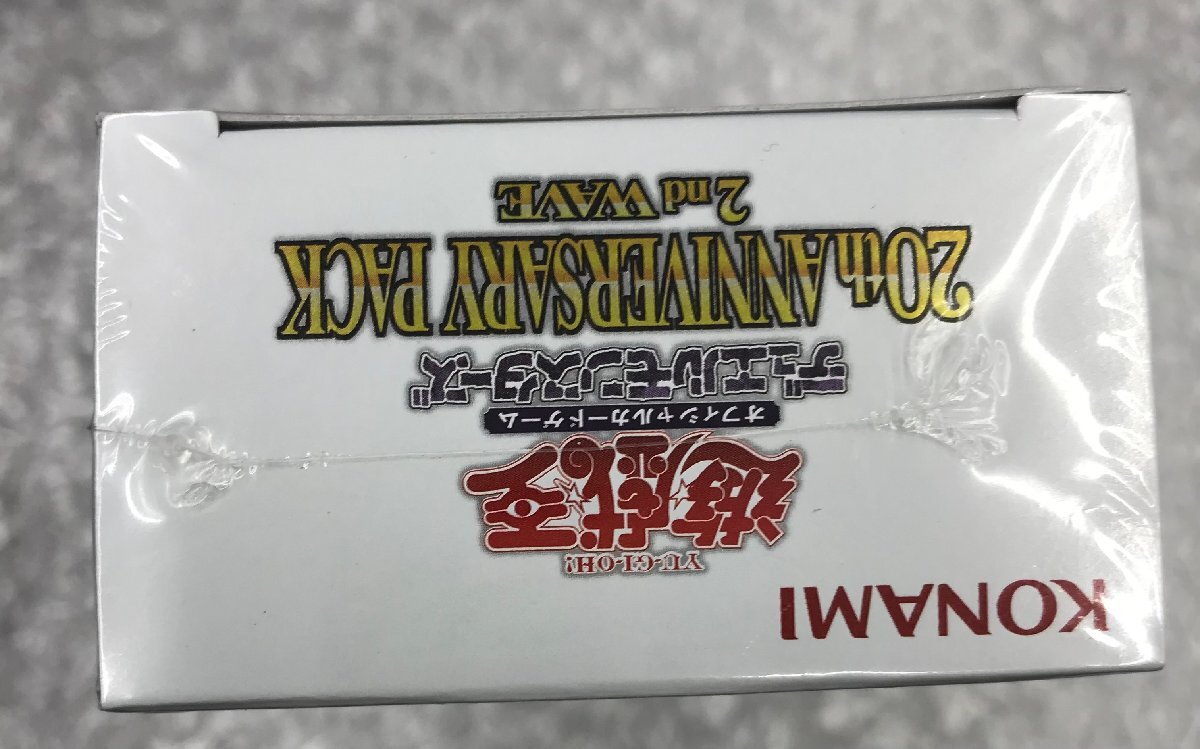 KONAMI
YU-GI-OH!
遊戯王
オフィシャルカードゲーム
デュエルモンスターズ
20th ANNIVERSARY PACK
2nd WAVE